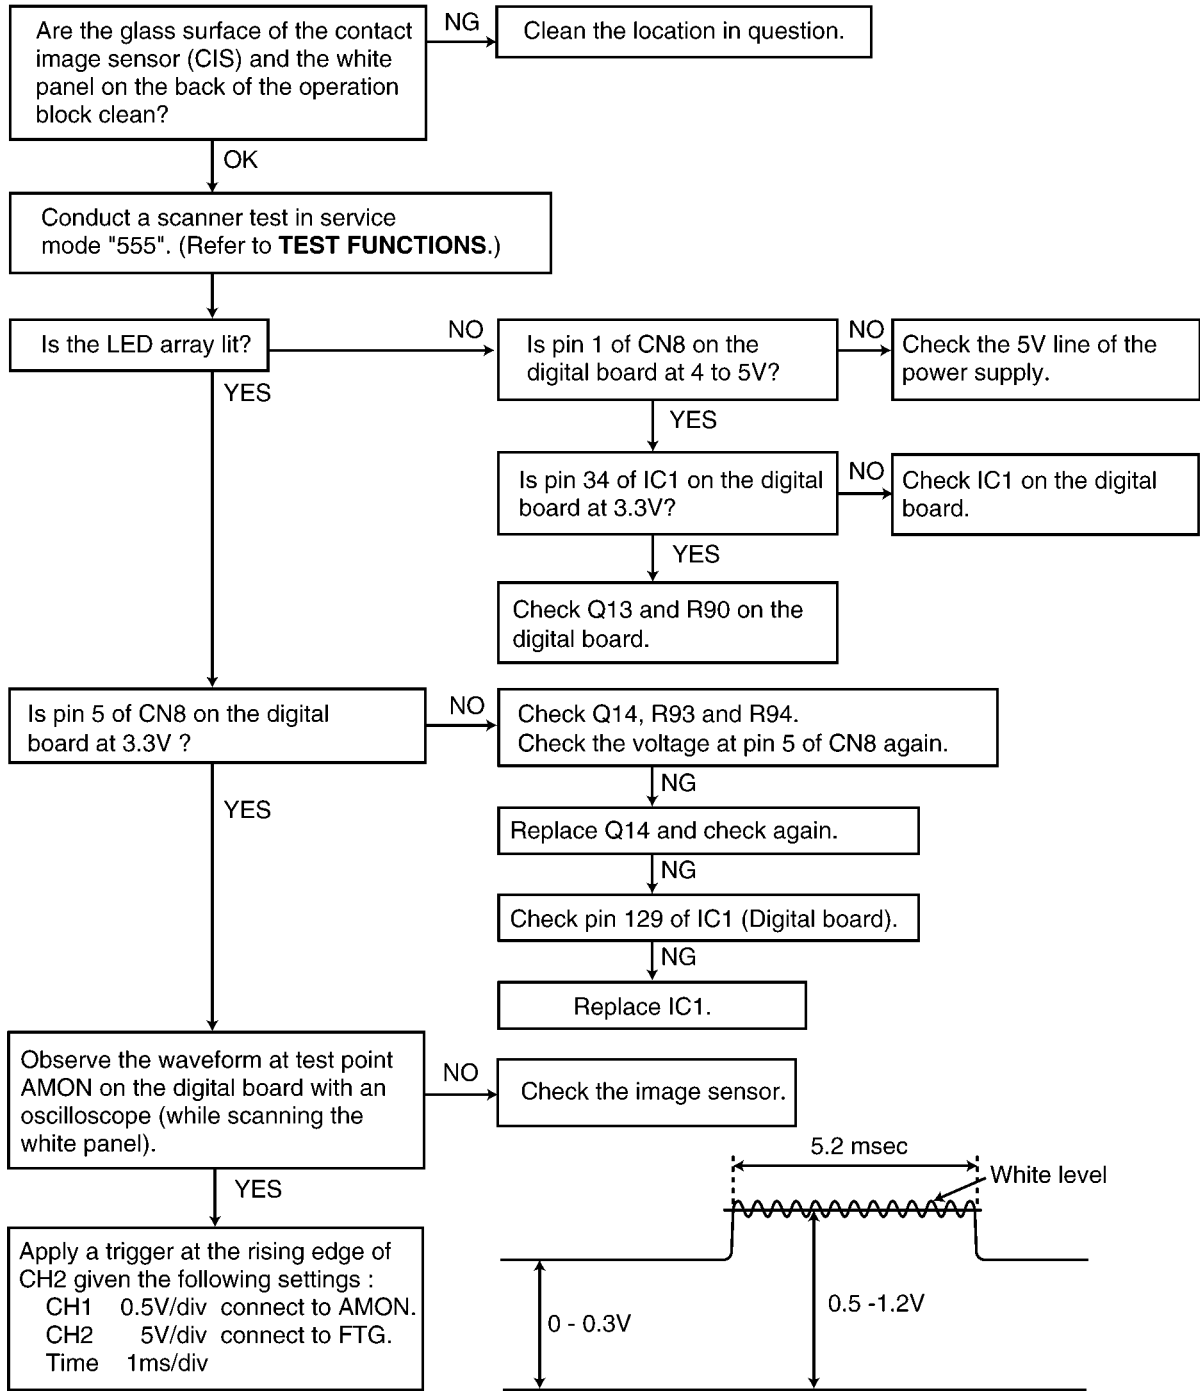 Are the glass surface of the contact
image sensor (CIS) and the white
panel on the back of the operation
block clean?
NG
Clean the location in question.
OK
Conduct a scanner test in service
mode "555". (Refer to TEST FUNCTIONS.)
Is the LED array lit?
NO
Is pin 1 of CN8 on the
digital board at 4 to 5V?
NO
Check the 5V line of the
power supply.
YES
YES
Is pin 34 of IC1 on the digital
board at 3.3V?
NO
Check IC1 on the digital
board.
YES
Check Q13 and R90 on the
digital board.
Is pin 5 of CN8 on the digital
board at 3.3V ?
NO
Check Q14, R93 and R94.
Check the voltage at pin 5 of CN8 again.
NG
YES
Replace Q14 and check again.
NG
Check pin 129 of IC1 (Digital board).
NG
Replace IC1.
Observe the waveform at test point
AMON on the digital board with an
oscilloscope (while scanning the
white panel).
NO
Check the image sensor.
YES
Apply a trigger at the rising edge of
CH2 given the following settings :
CH1 0.5V/div connect to AMON.
CH2 5V/div connect to FTG.
Time 1ms/div
5.2 msec
White level
0 - 0.3V
0.5 -1.2V